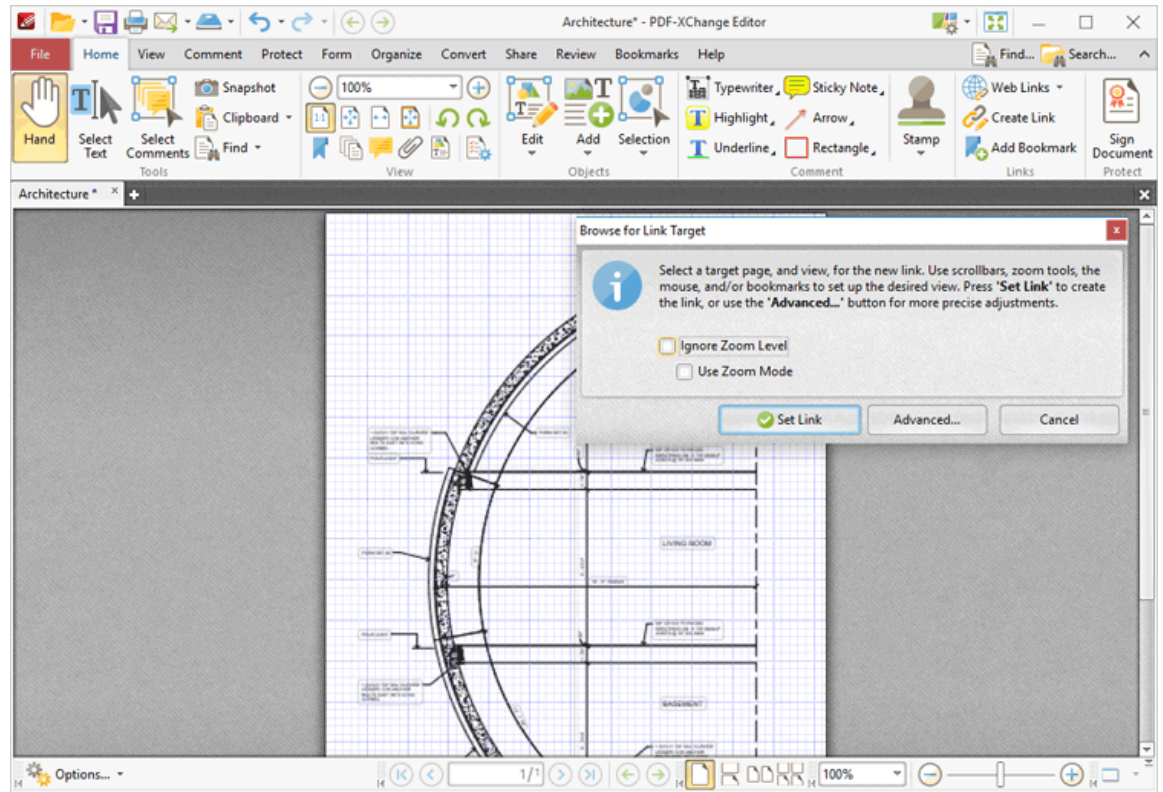 Architecture* - PDF-XChange Editor
File Home View Comment Protect Form Organize Convert Share Review Bookmarks Help Find... Search...
Hand
Select Text
Select Comments
Snapshot
Clipboard
Find
Tools
100%
1:1
View
Edit
Add
Selection
Objects
Typewriter
Sticky Note
Highlight
Arrow
Underline
Rectangle
Stamp
Comment
Web Links
Create Link
Add Bookmark
Links
Sign Document
Protect
Architecture *
Browse for Link Target
Select a target page, and view, for the new link. Use scrollbars, zoom tools, the
mouse, and/or bookmarks to set up the desired view. Press 'Set Link' to create
the link, or use the 'Advanced...' button for more precise adjustments.
Ignore Zoom Level
Use Zoom Mode
Set Link Advanced... Cancel
LIVING ROOM
BASEMENT
Options... 1/1 100%